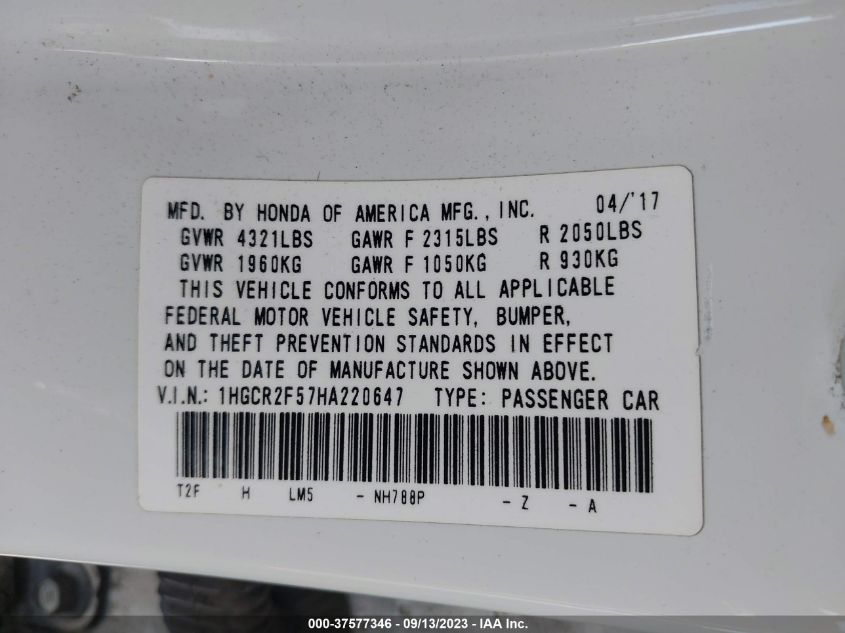 MFD. BY HONDA OF AMERICA MFG., INC. 04/'17
GVWR 4321LBS GAWR F 2315LBS R 2050LBS
GVWR 1960KG GAWR F 1050KG R 930KG
THIS VEHICLE CONFORMS TO ALL APPLICABLE
FEDERAL MOTOR VEHICLE SAFETY, BUMPER,
AND THEFT PREVENTION STANDARDS IN EFFECT
ON THE DATE OF MANUFACTURE SHOWN ABOVE.
V.I.N.: 1HGCR2F57HA220647 TYPE: PASSENGER CAR
T2F H LM5 - NH788P - Z - A
000-37577346 - 09/13/2023 - IAA Inc.